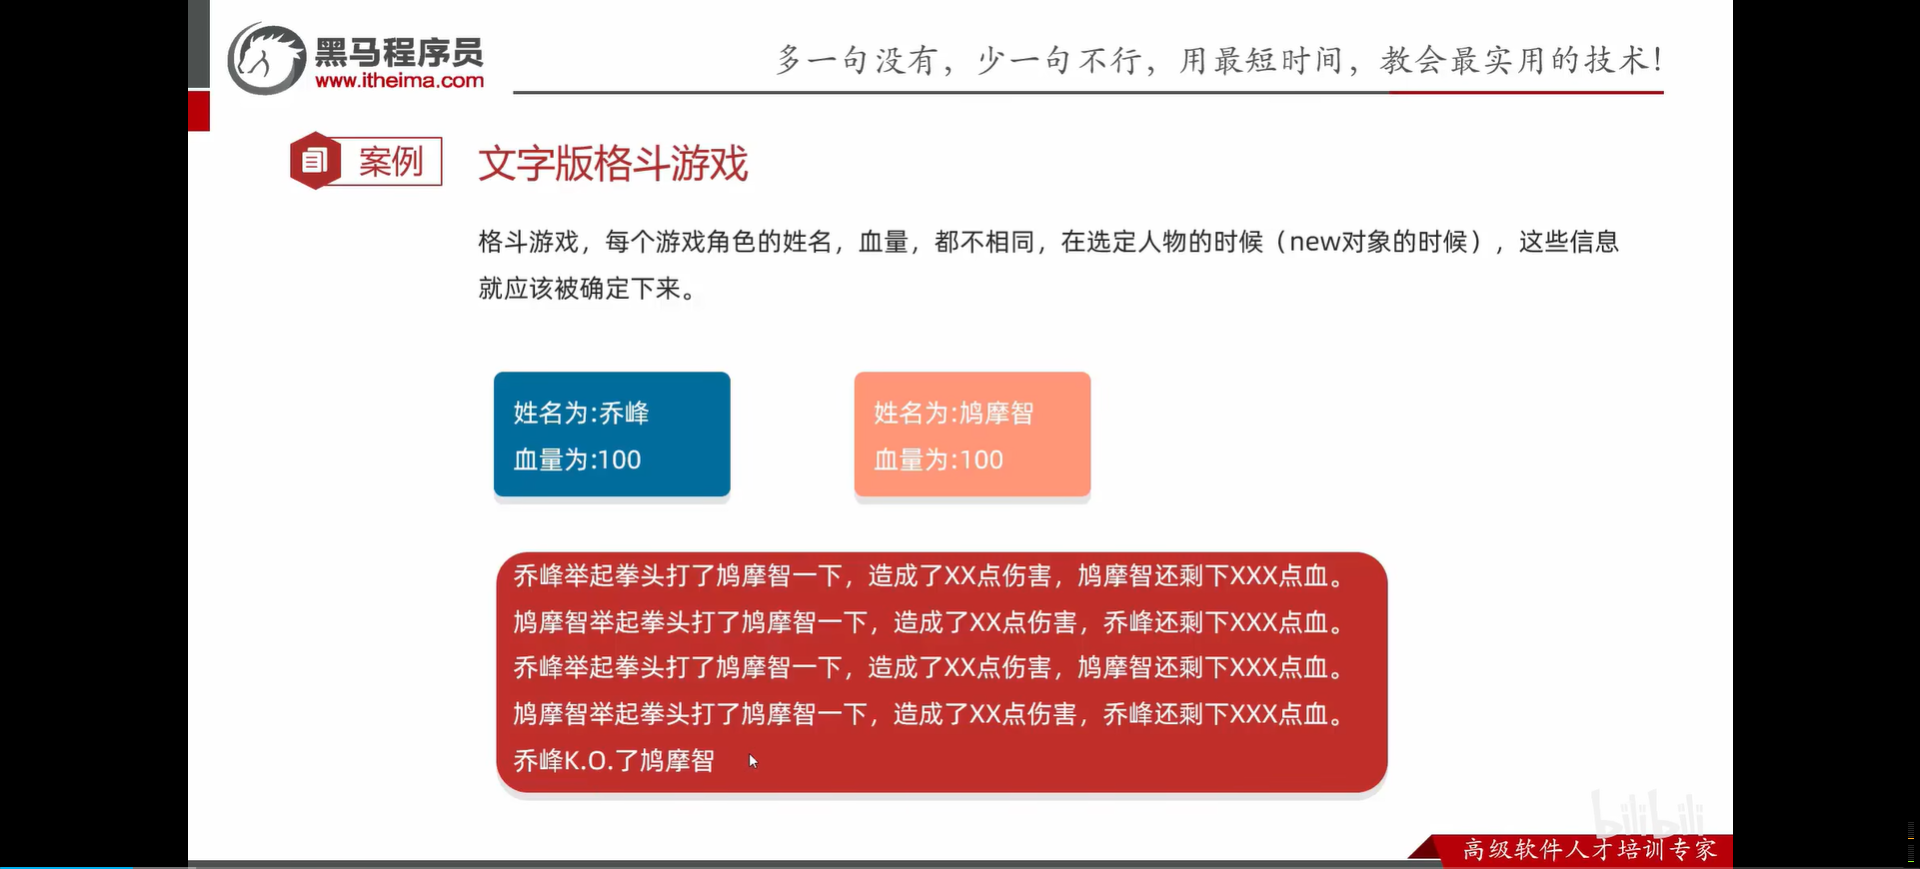 黑马程序员
www.itheima.com
多一句没有，少一句不行，用最短时间，教会最实用的技术！
案例
文字版格斗游戏
格斗游戏，每个游戏角色的姓名，血量，都不相同，在选定人物的时候（new对象的时候），这些信息
就应该被确定下来。
姓名为:乔峰
血量为:100
姓名为:鸠摩智
血量为:100
乔峰举起拳头打了鸠摩智一下，造成了XX点伤害，鸠摩智还剩下XXX点血。
鸠摩智举起拳头打了鸠摩智一下，造成了XX点伤害，乔峰还剩下XXX点血。
乔峰举起拳头打了鸠摩智一下，造成了XX点伤害，鸠摩智还剩下XXX点血。
鸠摩智举起拳头打了鸠摩智一下，造成了XX点伤害，乔峰还剩下XXX点血。
乔峰K.O.了鸠摩智
bilibili
高级软件人才培训专家